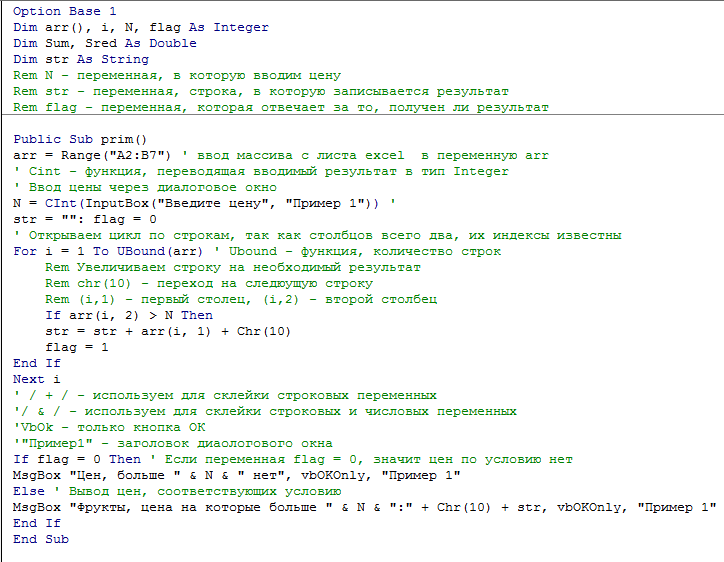 Option Base 1
Dim arr(), i, N, flag As Integer
Dim Sum, Sred As Double
Dim str As String
Rem N - переменная, в которую вводим цену
Rem str - переменная, строка, в которую записывается результат
Rem flag - переменная, которая отвечает за то, получен ли результат
Public Sub prim()
arr = Range("A2:B7") ' ввод массива с листа excel  в переменную arr
' Cint - функция, переводящая вводимый результат в тип Integer
' Ввод цены через диалоговое окно
N = CInt(InputBox("Введите цену", "Пример 1")) '
str = "": flag = 0
' Открываем цикл по строкам, так как столбцов всего два, их индексы известны
For i = 1 To UBound(arr) ' Ubound - функция, количество строк
    Rem Увеличиваем строку на необходимый результат
    Rem chr(10) - переход на следюущую строку
    Rem (i,1) - первый столец, (i,2) - второй столбец
    If arr(i, 2) > N Then
    str = str + arr(i, 1) + Chr(10)
    flag = 1
End If
Next i
' / + / - используем для склейки строковых переменных
'/ & / - используем для склейки строковых и числовых переменных
'VbOk - только кнопка ОК
'"Пример1" - заголовок диаологового окна
If flag = 0 Then ' Если переменная flag = 0, значит цен по условию нет
MsgBox "Цен, больше " & N & " нет", vbOKOnly, "Пример 1"
Else ' Вывод цен, соответствующих условию
MsgBox "Фрукты, цена на которые больше " & N & ":" + Chr(10) + str, vbOKOnly, "Пример 1"
End If
End Sub